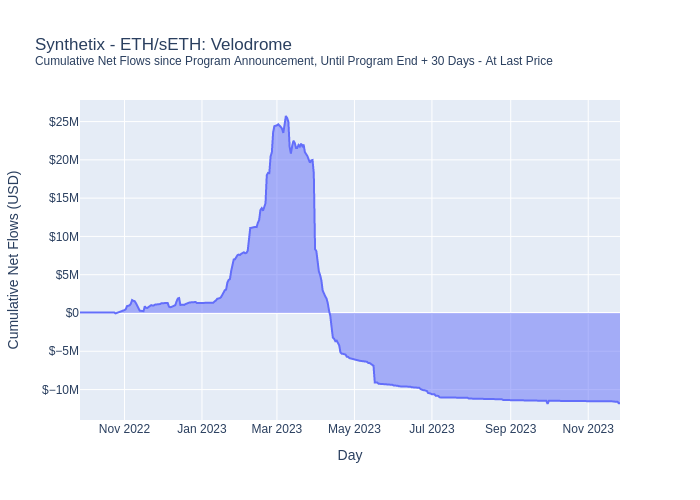 Synthetix - ETH/sETH: Velodrome
Cumulative Net Flows since Program Announcement, Until Program End + 30 Days - At Last Price
Cumulative Net Flows (USD)
$25M
$20M
$15M
$10M
$5M
$0
$−5M
$−10M
Nov 2022 Jan 2023 Mar 2023 May 2023 Jul 2023 Sep 2023 Nov 2023
Day